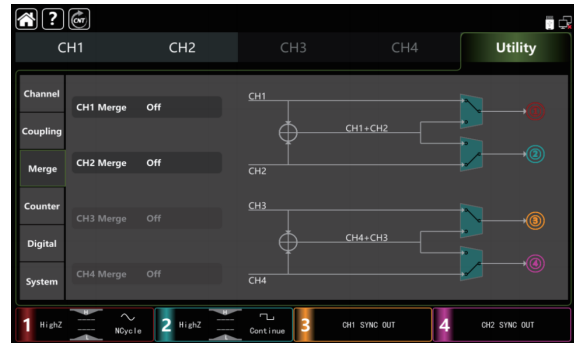 ? CNT
CH1 CH2 CH3 CH4 Utility
Channel
Coupling
Merge
Counter
Digital
System
CH1 Merge Off
CH2 Merge Off
CH3 Merge Off
CH4 Merge Off
CH1
CH1+CH2
CH2
CH3
CH4+CH3
CH4
①
②
③
④
1 HighZ H L NCycle
2 HighZ H L Continue
3 CH1 SYNC OUT
4 CH2 SYNC OUT